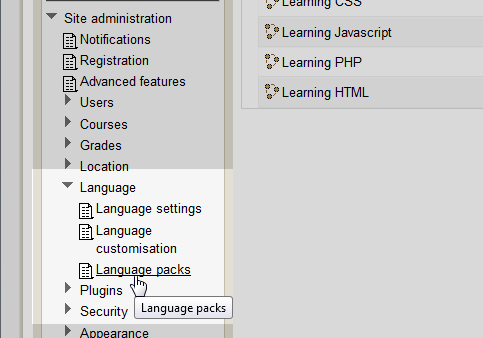 Site administration
Notifications
Registration
Advanced features
Users
Courses
Grades
Location
Language
Language settings
Language
customisation
Language packs
Plugins
Language packs
Security
Appearance
Learning CSS
Learning Javascript
Learning PHP
Learning HTML